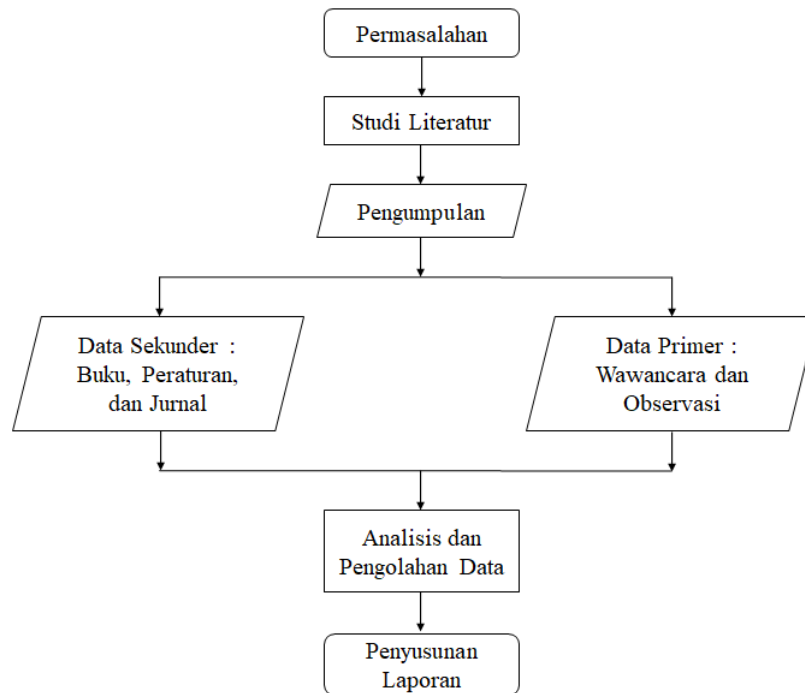 Permasalahan
Studi Literatur
Pengumpulan
Data Sekunder :
Buku, Peraturan,
dan Jurnal
Data Primer :
Wawancara dan
Observasi
Analisis dan
Pengolahan Data
Penyusunan
Laporan